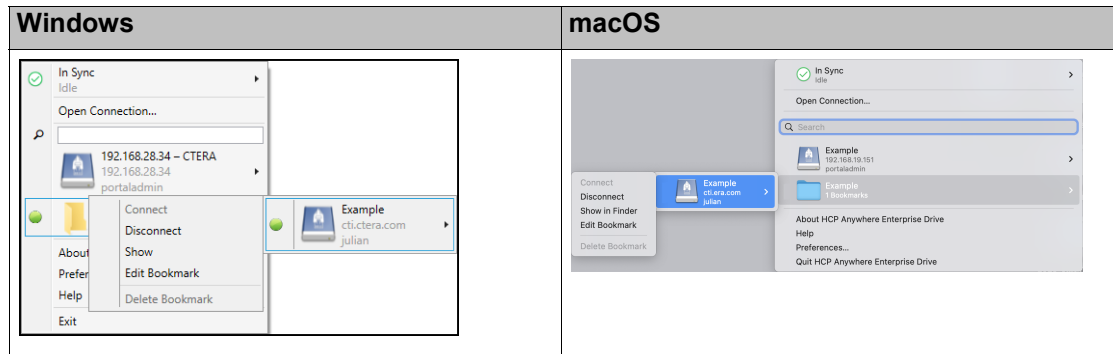 Windows
macOS
In Sync
Idle
Open Connection...
192.168.28.34 – CTERA
192.168.28.34
portaladmin
Connect
Disconnect
Show
Edit Bookmark
Delete Bookmark
Example
cti.ctera.com
julian
About
Prefer
Help
Exit
In Sync
Idle
Open Connection...
Search
Example
192.168.19.151
portaladmin
Example
1 Bookmarks
Example
cti.era.com
julian
Connect
Disconnect
Show in Finder
Edit Bookmark
Delete Bookmark
About HCP Anywhere Enterprise Drive
Help
Preferences...
Quit HCP Anywhere Enterprise Drive